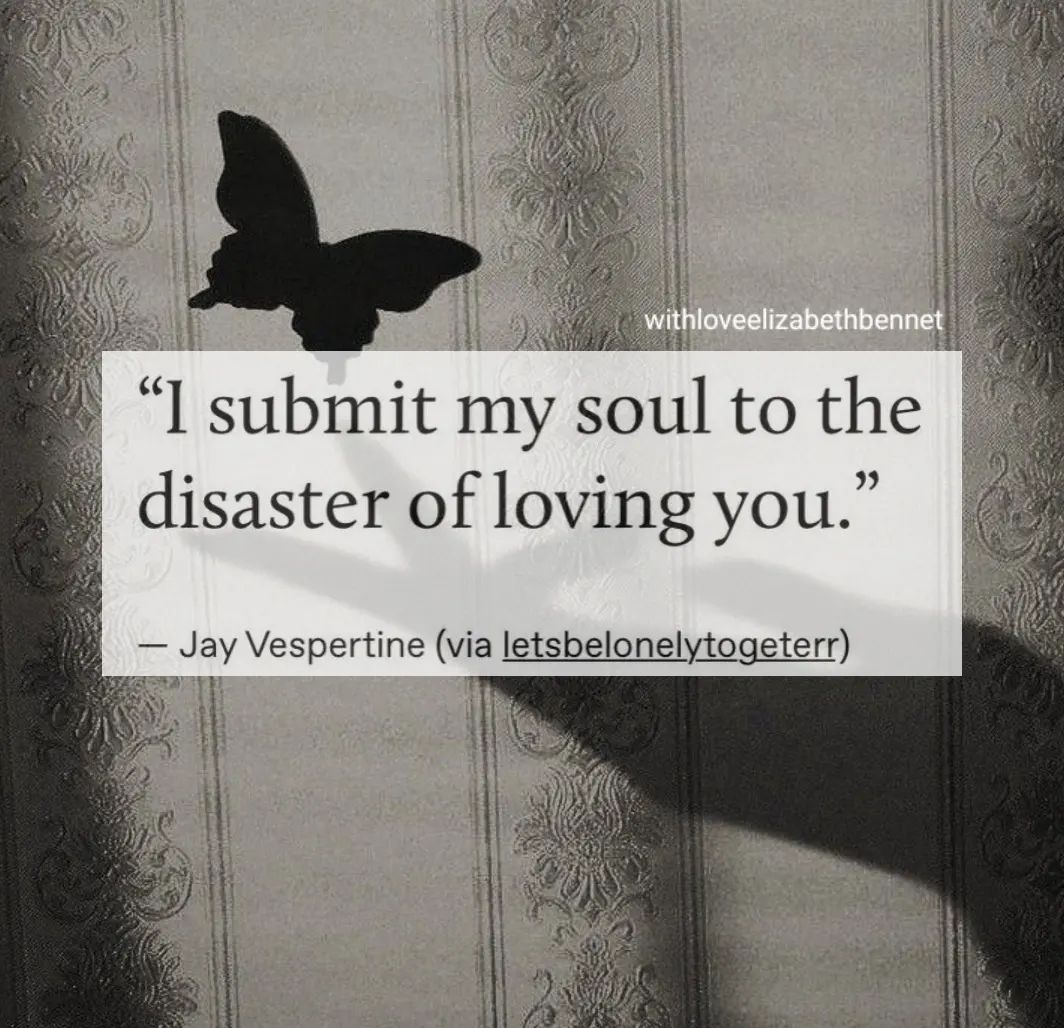 withloveelizabethbennet
“I submit my soul to the
disaster of loving you.”
— Jay Vespertine (via letsbelonelytogeterr)